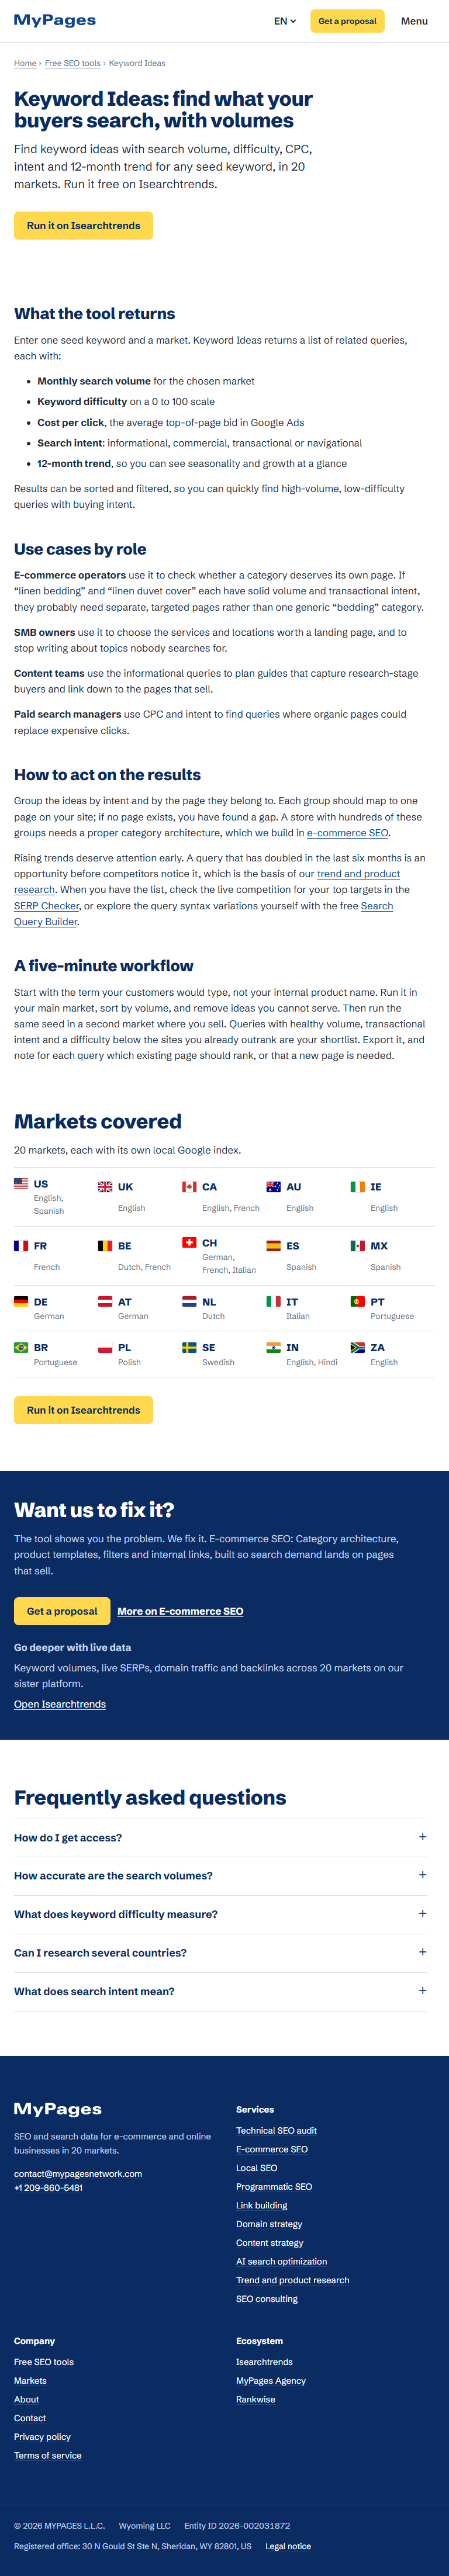 MyPages
EN
Get a proposal
Menu
Home › Free SEO tools › Keyword Ideas
Keyword Ideas: find what your
buyers search, with volumes
Find keyword ideas with search volume, difficulty, CPC,
intent and 12-month trend for any seed keyword, in 20
markets. Run it free on Isearchtrends.
Run it on Isearchtrends
What the tool returns
Enter one seed keyword and a market. Keyword Ideas returns a list of related queries,
each with:
• Monthly search volume for the chosen market
• Keyword difficulty on a 0 to 100 scale
• Cost per click, the average top-of-page bid in Google Ads
• Search intent: informational, commercial, transactional or navigational
• 12-month trend, so you can see seasonality and growth at a glance
Results can be sorted and filtered, so you can quickly find high-volume, low-difficulty
queries with buying intent.
Use cases by role
E-commerce operators use it to check whether a category deserves its own page. If
“linen bedding” and “linen duvet cover” each have solid volume and transactional intent,
they probably need separate, targeted pages rather than one generic “bedding” category.
SMB owners use it to choose the services and locations worth a landing page, and to
stop writing about topics nobody searches for.
Content teams use the informational queries to plan guides that capture research-stage
buyers and link down to the pages that sell.
Paid search managers use CPC and intent to find queries where organic pages could
replace expensive clicks.
How to act on the results
Group the ideas by intent and by the page they belong to. Each group should map to one
page on your site; if no page exists, you have found a gap. A store with hundreds of these
groups needs a proper category architecture, which we build in e-commerce SEO.
Rising trends deserve attention early. A query that has doubled in the last six months is an
opportunity before competitors notice it, which is the basis of our trend and product
research. When you have the list, check the live competition for your top targets in the
SERP Checker, or explore the query syntax variations yourself with the free Search
Query Builder.
A five-minute workflow
Start with the term your customers would type, not your internal product name. Run it in
your main market, sort by volume, and remove ideas you cannot serve. Then run the
same seed in a second market where you sell. Queries with healthy volume, transactional
intent and a difficulty below the sites you already outrank are your shortlist. Export it, and
note for each query which existing page should rank, or that a new page is needed.
Markets covered
20 markets, each with its own local Google index.
US
English,
Spanish
UK
English
CA
English, French
AU
English
IE
English
FR
French
BE
Dutch, French
CH
German,
French, Italian
ES
Spanish
MX
Spanish
DE
German
AT
German
NL
Dutch
IT
Italian
PT
Portuguese
BR
Portuguese
PL
Polish
SE
Swedish
IN
English, Hindi
ZA
English
Run it on Isearchtrends
Want us to fix it?
The tool shows you the problem. We fix it. E-commerce SEO: Category architecture,
product templates, filters and internal links, built so search demand lands on pages
that sell.
Get a proposal
More on E-commerce SEO
Go deeper with live data
Keyword volumes, live SERPs, domain traffic and backlinks across 20 markets on our
sister platform.
Open Isearchtrends
Frequently asked questions
How do I get access? +
How accurate are the search volumes? +
What does keyword difficulty measure? +
Can I research several countries? +
What does search intent mean? +
MyPages
SEO and search data for e-commerce and online
businesses in 20 markets.
contact@mypagesnetwork.com
+1 209-860-5481
Services
Technical SEO audit
E-commerce SEO
Local SEO
Programmatic SEO
Link building
Domain strategy
Content strategy
AI search optimization
Trend and product research
SEO consulting
Company
Free SEO tools
Markets
About
Contact
Privacy policy
Terms of service
Ecosystem
Isearchtrends
MyPages Agency
Rankwise
© 2026 MYPAGES L.L.C. Wyoming LLC Entity ID 2026-002031872
Registered office: 30 N Gould St Ste N, Sheridan, WY 82801, US Legal notice